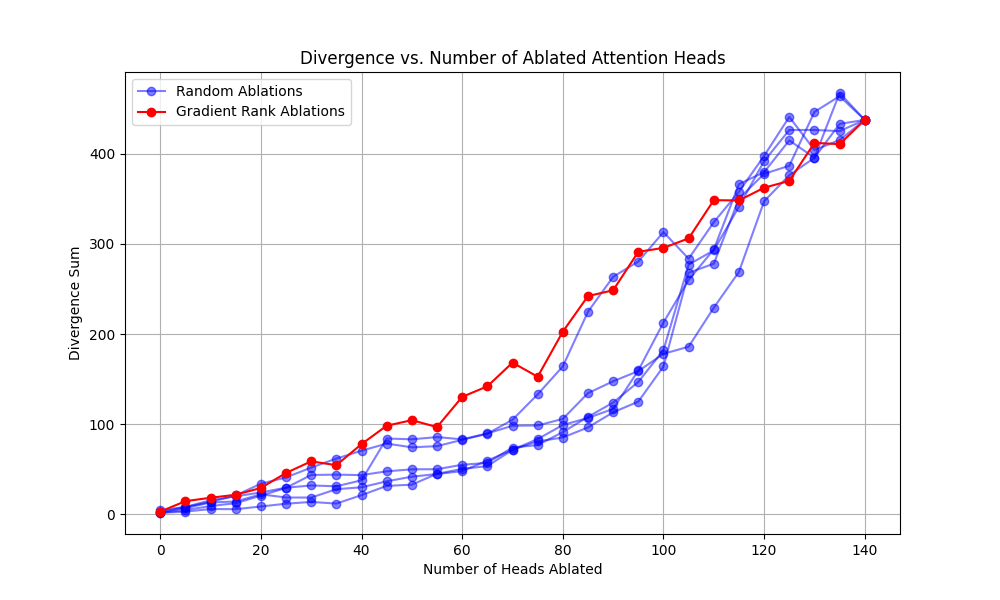 Divergence vs. Number of Ablated Attention Heads
Random Ablations
Gradient Rank Ablations
400
300
200
100
0
Divergence Sum
0 20 40 60 80 100 120 140
Number of Heads Ablated